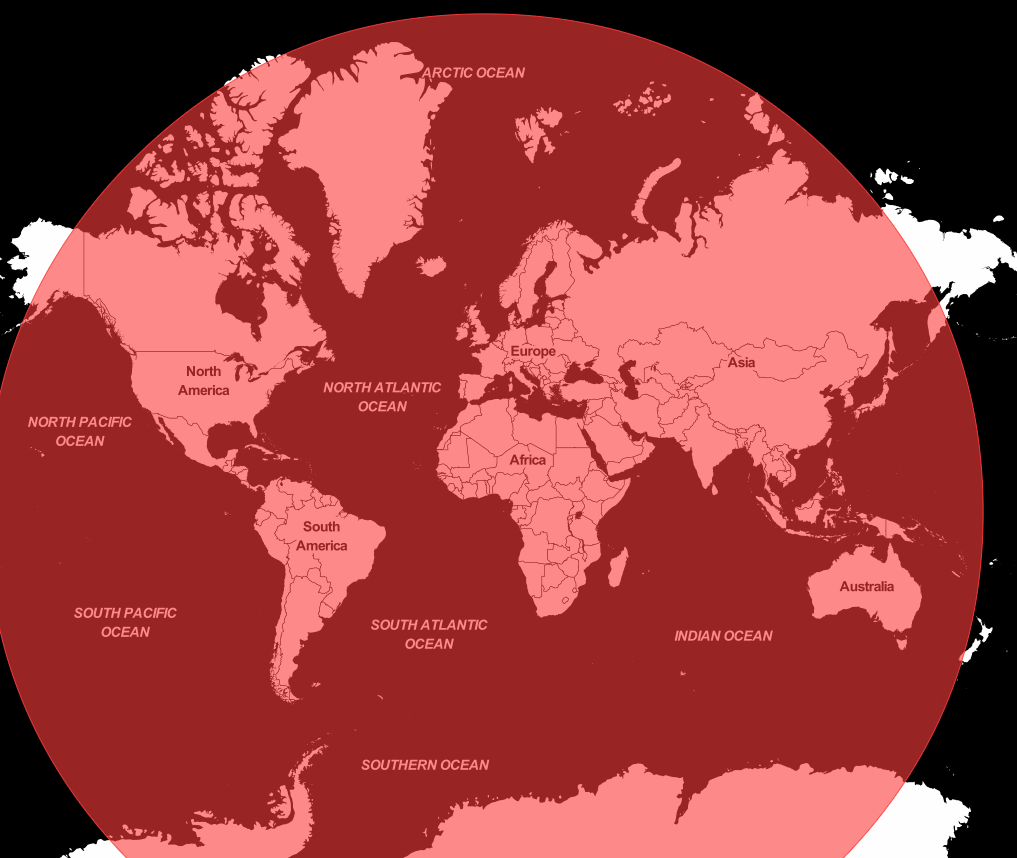 ARCTIC OCEAN
Europe
Asia
North
America
NORTH ATLANTIC
OCEAN
NORTH PACIFIC
OCEAN
Africa
South
America
Australia
SOUTH PACIFIC
OCEAN
SOUTH ATLANTIC
OCEAN
INDIAN OCEAN
SOUTHERN OCEAN